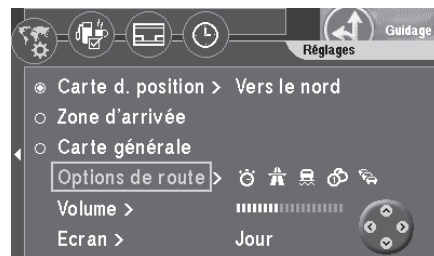 Guidage
Réglages
Carte d. position > Vers le nord
Zone d'arrivée
Carte générale
Options de route >
Volume >
Ecran > Jour